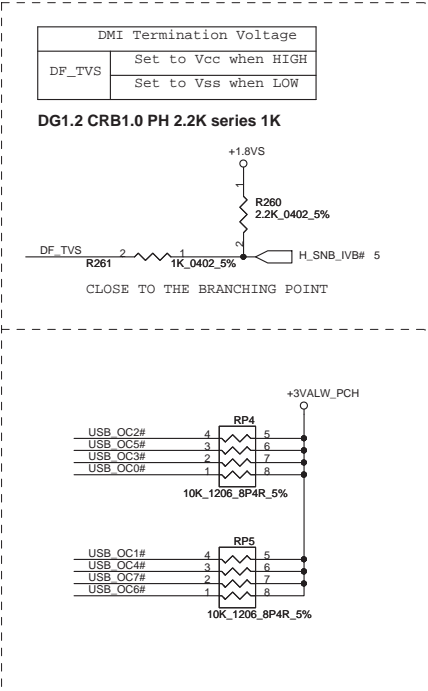 DMI Termination Voltage
DF_TVS
Set to Vcc when HIGH
Set to Vss when LOW
DG1.2 CRB1.0 PH 2.2K series 1K
+1.8VS
1
R260
2.2K_0402_5%
2
DF_TVS
R261
2
1
1K_0402_5%
H_SNB_IVB# 5
CLOSE TO THE BRANCHING POINT
+3VALW_PCH
RP4
USB_OC2# 4 5
USB_OC5# 3 6
USB_OC3# 2 7
USB_OC0# 1 8
10K_1206_8P4R_5%
RP5
USB_OC1# 4 5
USB_OC4# 3 6
USB_OC7# 2 7
USB_OC6# 1 8
10K_1206_8P4R_5%